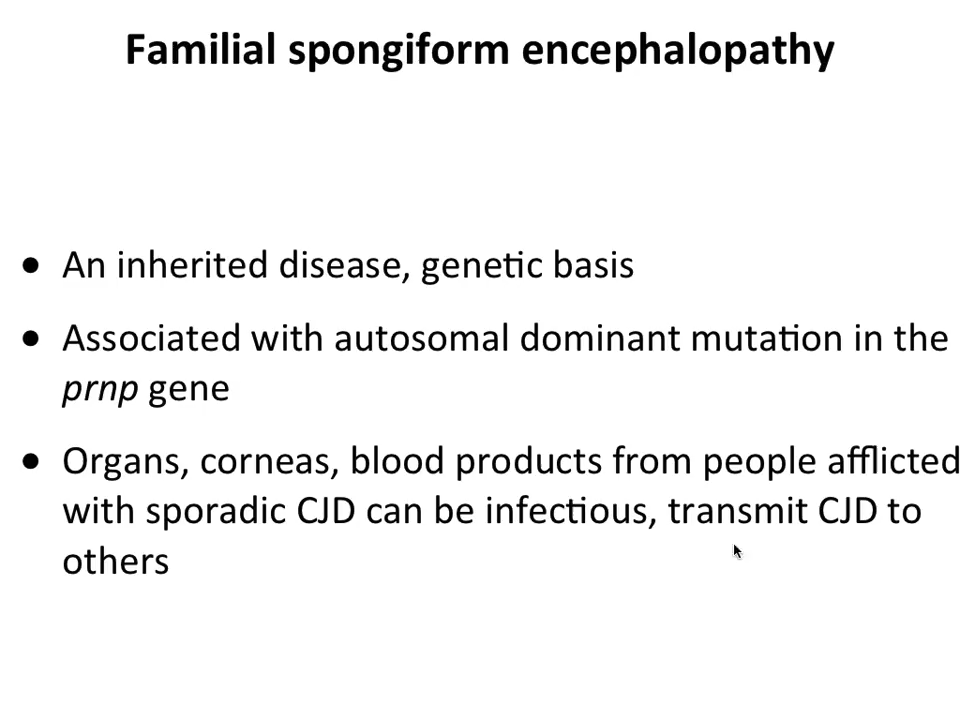 Familial spongiform encephalopathy
• An inherited disease, genetic basis
• Associated with autosomal dominant mutation in the
prnp gene
• Organs, corneas, blood products from people afflicted
with sporadic CJD can be infectious, transmit CJD to
others